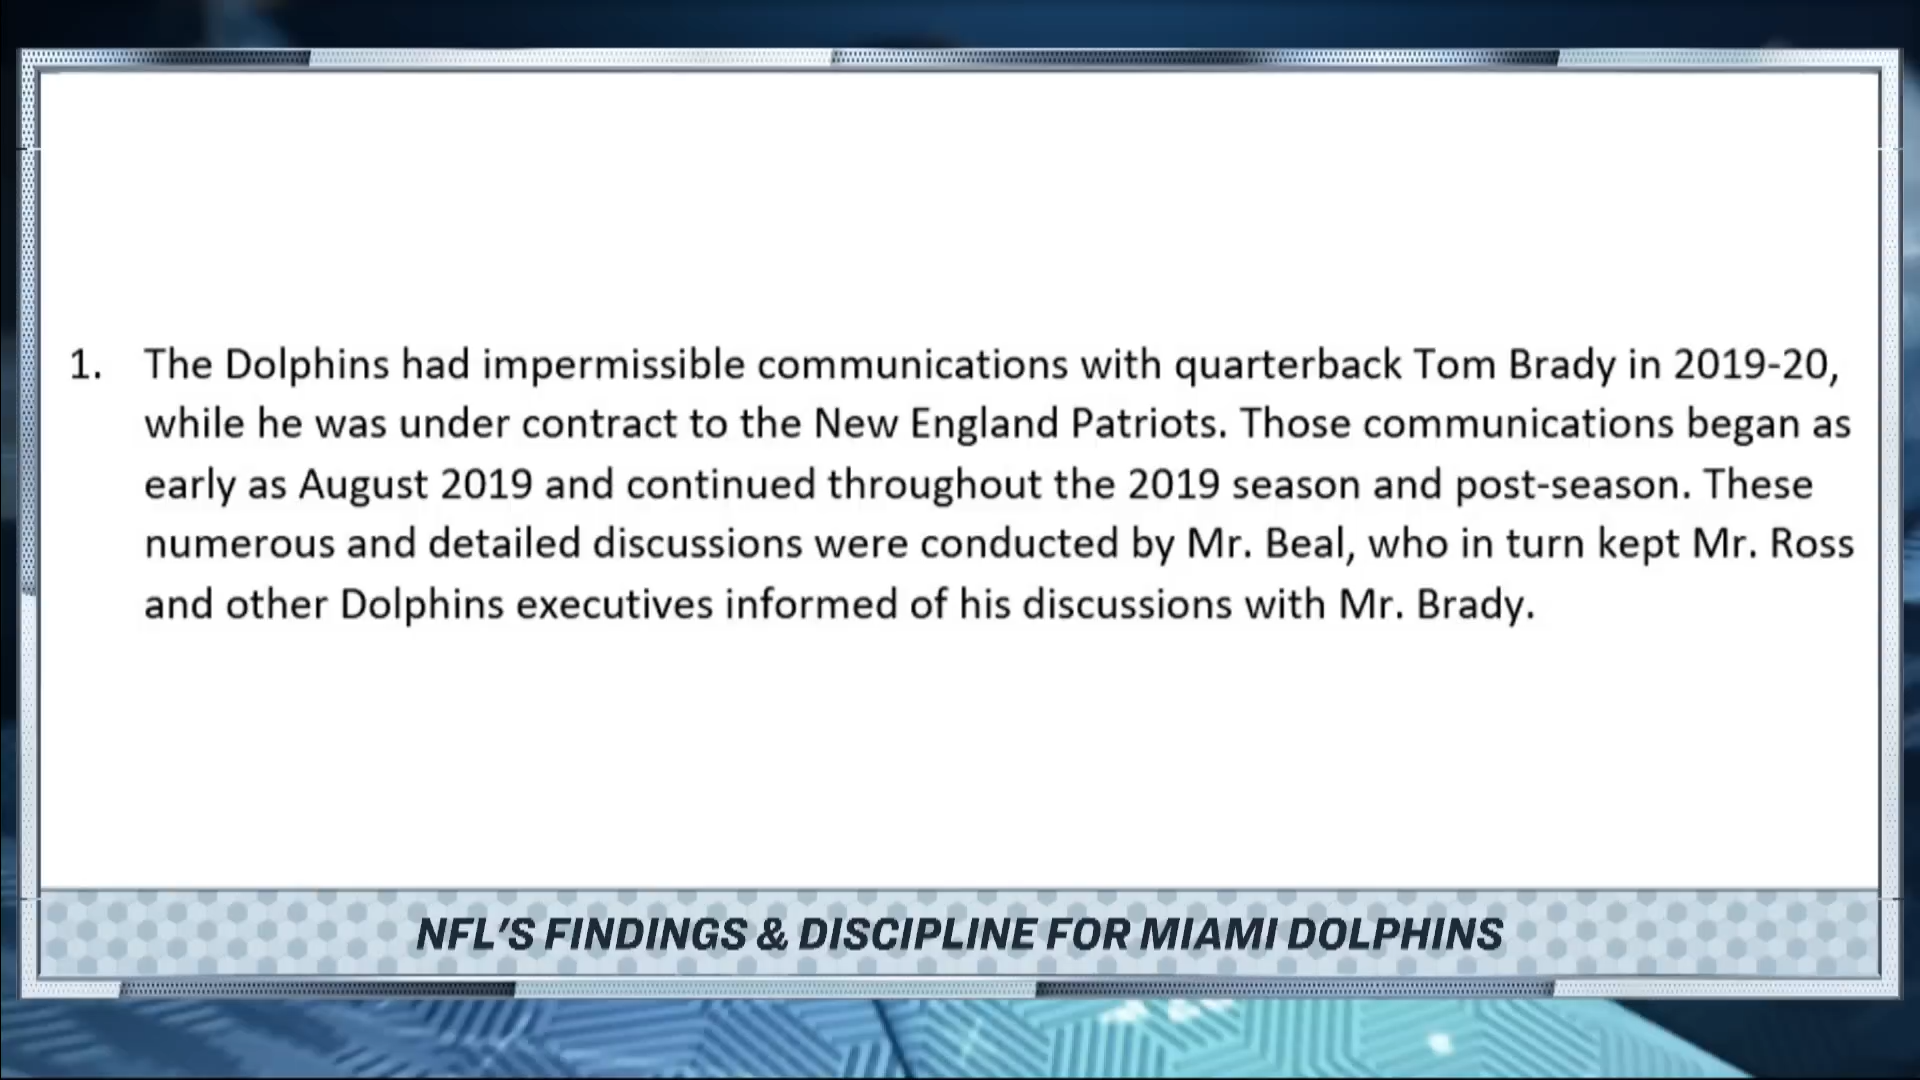 1. The Dolphins had impermissible communications with quarterback Tom Brady in 2019-20,
while he was under contract to the New England Patriots. Those communications began as
early as August 2019 and continued throughout the 2019 season and post-season. These
numerous and detailed discussions were conducted by Mr. Beal, who in turn kept Mr. Ross
and other Dolphins executives informed of his discussions with Mr. Brady.
NFL'S FINDINGS & DISCIPLINE FOR MIAMI DOLPHINS